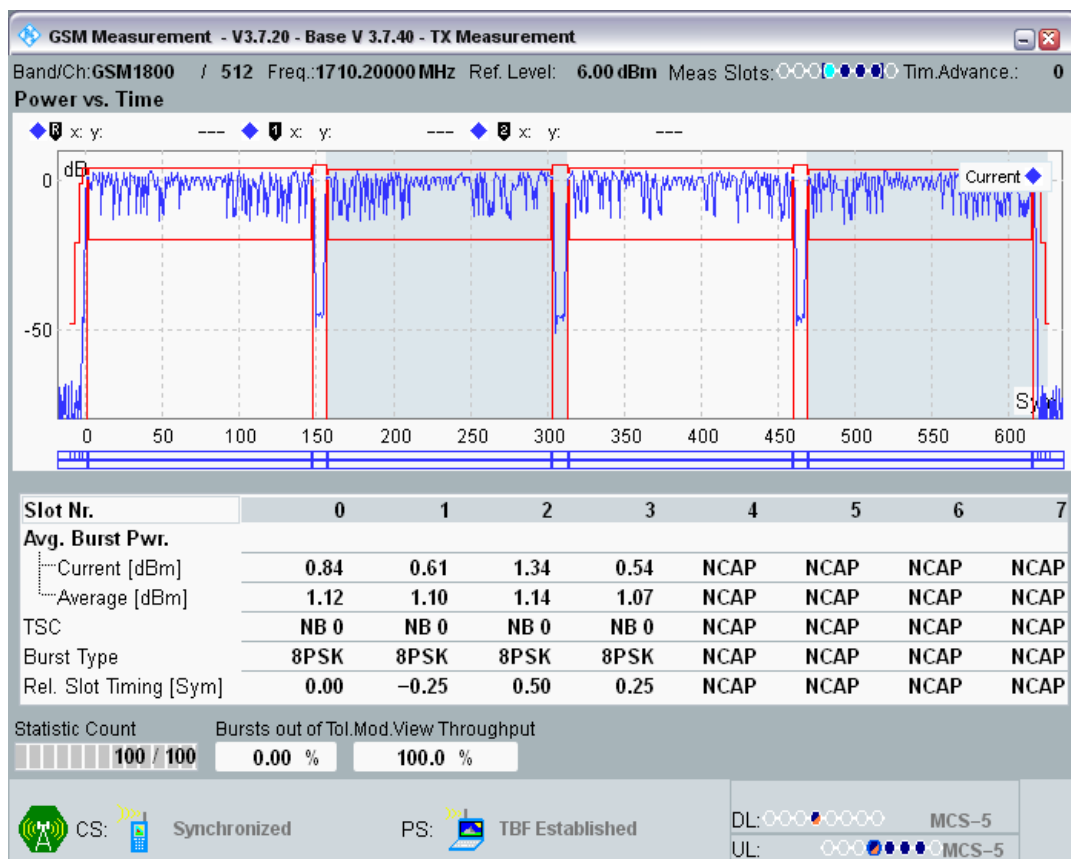 GSM Measurement - V3.7.20 - Base V 3.7.40 - TX Measurement
Band/Ch:GSM1800 / 512 Freq.:1710.20000 MHz Ref. Level: 6.00 dBm Meas Slots: Tim.Advance.: 0
Power vs. Time
R x: y: --- 1 x: y: --- 2 x: y: ---
dB
Current
0
-50
0 50 100 150 200 250 300 350 400 450 500 550 600
Slot Nr. 0 1 2 3 4 5 6 7
Avg. Burst Pwr.
Current [dBm] 0.84 0.61 1.34 0.54 NCAP NCAP NCAP NCAP
Average [dBm] 1.12 1.10 1.14 1.07 NCAP NCAP NCAP NCAP
TSC NB 0 NB 0 NB 0 NB 0 NCAP NCAP NCAP NCAP
Burst Type 8PSK 8PSK 8PSK 8PSK NCAP NCAP NCAP NCAP
Rel. Slot Timing [Sym] 0.00 −0.25 0.50 0.25 NCAP NCAP NCAP NCAP
Statistic Count Bursts out of Tol.Mod.View Throughput
100 / 100 0.00 % 100.0 %
CS: Synchronized PS: TBF Established
DL: MCS−5
UL: MCS−5